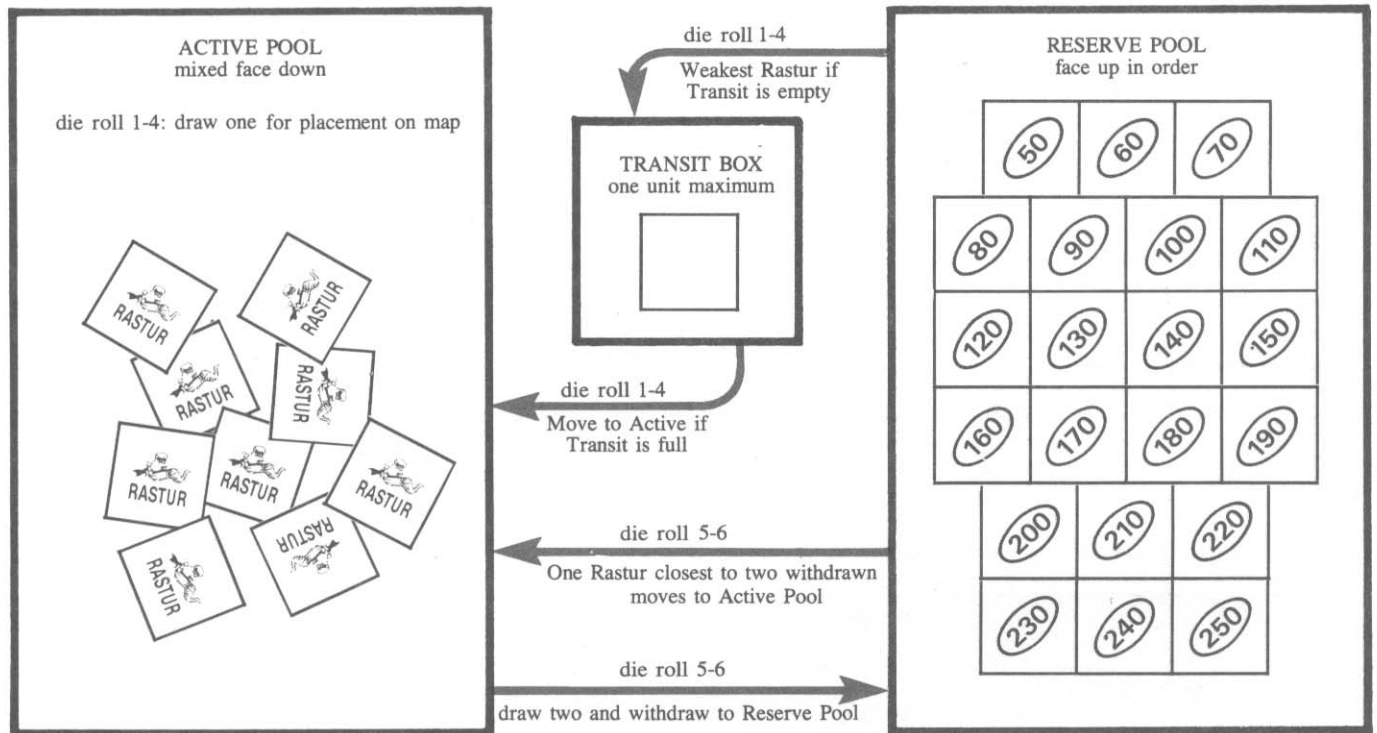 ACTIVE POOL
mixed face down
die roll 1-4: draw one for placement on map
RASTUR
RASTUR
RASTUR
RASTUR
RASTUR
RASTUR
RASTUR
RASTUR
RASTUR
die roll 1-4
Weakest Rastur if
Transit is empty
TRANSIT BOX
one unit maximum
die roll 1-4
Move to Active if
Transit is full
die roll 5-6
One Rastur closest to two withdrawn
moves to Active Pool
die roll 5-6
draw two and withdraw to Reserve Pool
RESERVE POOL
face up in order
50 60 70
80 90 100 110
120 130 140 150
160 170 180 190
200 210 220
230 240 250